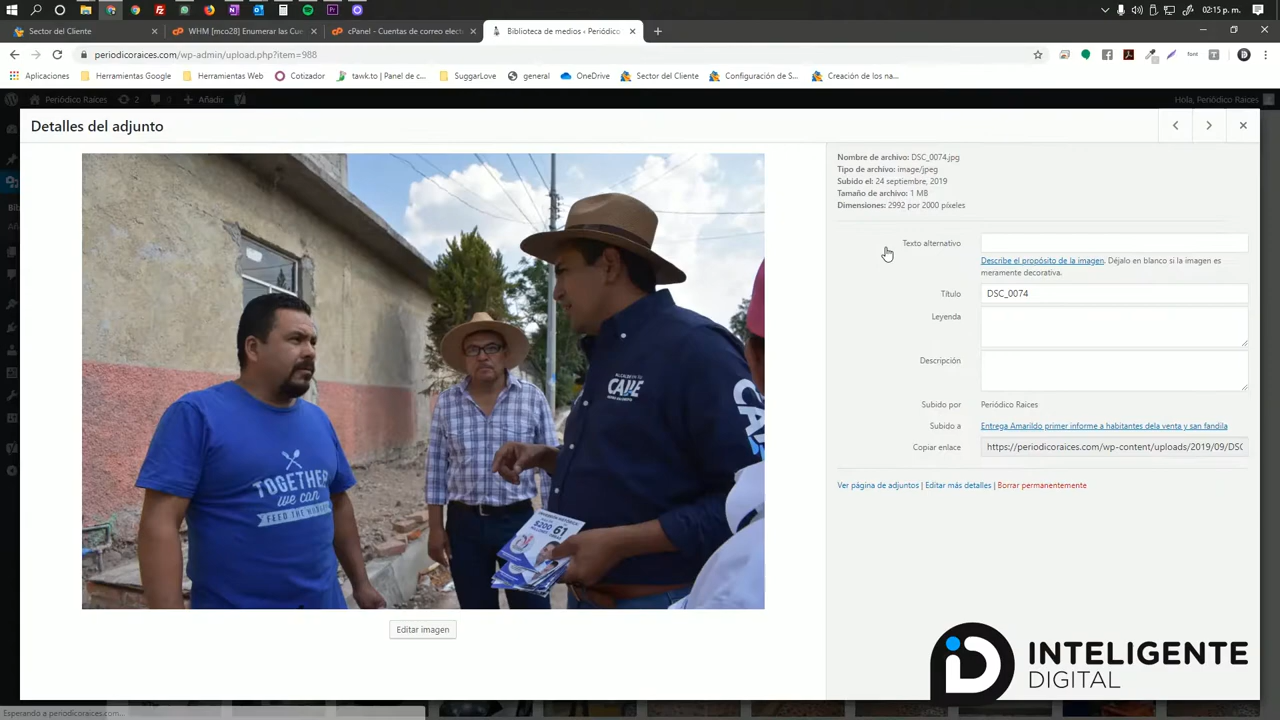 02:15 p. m.
Sector del Cliente
WHM [mco28] Enumerar las Cue
cPanel - Cuentas de correo elect
Biblioteca de medios ‹ Periódico
periodicoraices.com/wp-admin/upload.php?item=988
Aplicaciones
Herramientas Google
Herramientas Web
Cotizador
tawk.to | Panel de c...
SuggarLove
general
OneDrive
Sector del Cliente
Configuración de S...
Creación de los na...
Periódico Raíces
2
0
Añadir
Hola, Periódico Raices
Detalles del adjunto
Nombre de archivo: DSC_0074.jpg
Tipo de archivo: image/jpeg
Subido el: 24 septiembre, 2019
Tamaño de archivo: 1 MB
Dimensiones: 2992 por 2000 píxeles
Texto alternativo
Describe el propósito de la imagen. Déjalo en blanco si la imagen es
meramente decorativa.
Título
DSC_0074
Leyenda
Descripción
Subido por
Periódico Raices
Subido a
Entrega Amarildo primer informe a habitantes dela venta y san fandila
Copiar enlace
https://periodicoraices.com/wp-content/uploads/2019/09/DSC
Ver página de adjuntos | Editar más detalles | Borrar permanentemente
TOGETHER
we can
FEED THE
CALLE
$200 61
Editar imagen
INTELIGENTE
DIGITAL
Esperando a periodicoraices.com...